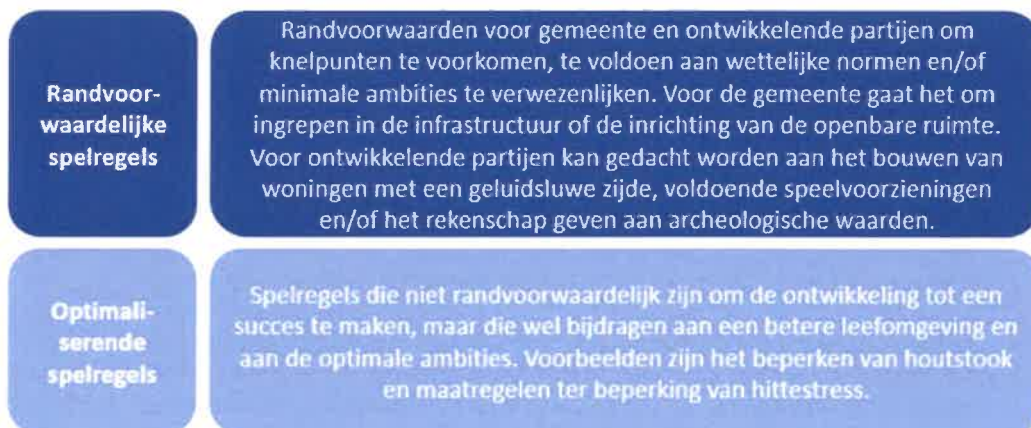 Randvoor-
waardelijke
spelregels
Randvoorwaarden voor gemeente en ontwikkelende partijen om
knelpunten te voorkomen, te voldoen aan wettelijke normen en/of
minimale ambities te verwezenlijken. Voor de gemeente gaat het om
ingrepen in de infrastructuur of de inrichting van de openbare ruimte.
Voor ontwikkelende partijen kan gedacht worden aan het bouwen van
woningen met een geluidsluwe zijde, voldoende speelvoorzieningen
en/of het rekenschap geven aan archeologische waarden.
Optimali-
serende
spelregels
Spelregels die niet randvoorwaardelijk zijn om de ontwikkeling tot een
succes te maken, maar die wel bijdragen aan een betere leefomgeving en
aan de optimale ambities. Voorbeelden zijn het beperken van houtstook
en maatregelen ter beperking van hittestress.